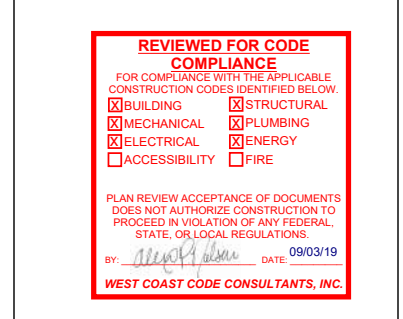 REVIEWED FOR CODE
COMPLIANCE
FOR COMPLIANCE WITH THE APPLICABLE
CONSTRUCTION CODES IDENTIFIED BELOW.
X BUILDING X STRUCTURAL
X MECHANICAL X PLUMBING
X ELECTRICAL X ENERGY
ACCESSIBILITY FIRE
PLAN REVIEW ACCEPTANCE OF DOCUMENTS
DOES NOT AUTHORIZE CONSTRUCTION TO
PROCEED IN VIOLATION OF ANY FEDERAL,
STATE, OR LOCAL REGULATIONS.
BY: DATE: 09/03/19
WEST COAST CODE CONSULTANTS, INC.